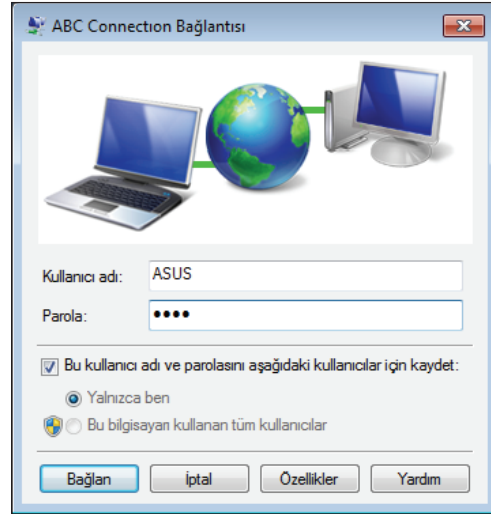 ABC Connectıon Bağlantısı
Kullanıcı adı: ASUS
Parola: ••••
Bu kullanıcı adı ve parolasını aşağıdaki kullanıcılar için kaydet:
Yalnızca ben
Bu bilgisayarı kullanan tüm kullanıcılar
Bağlan İptal Özellikler Yardım